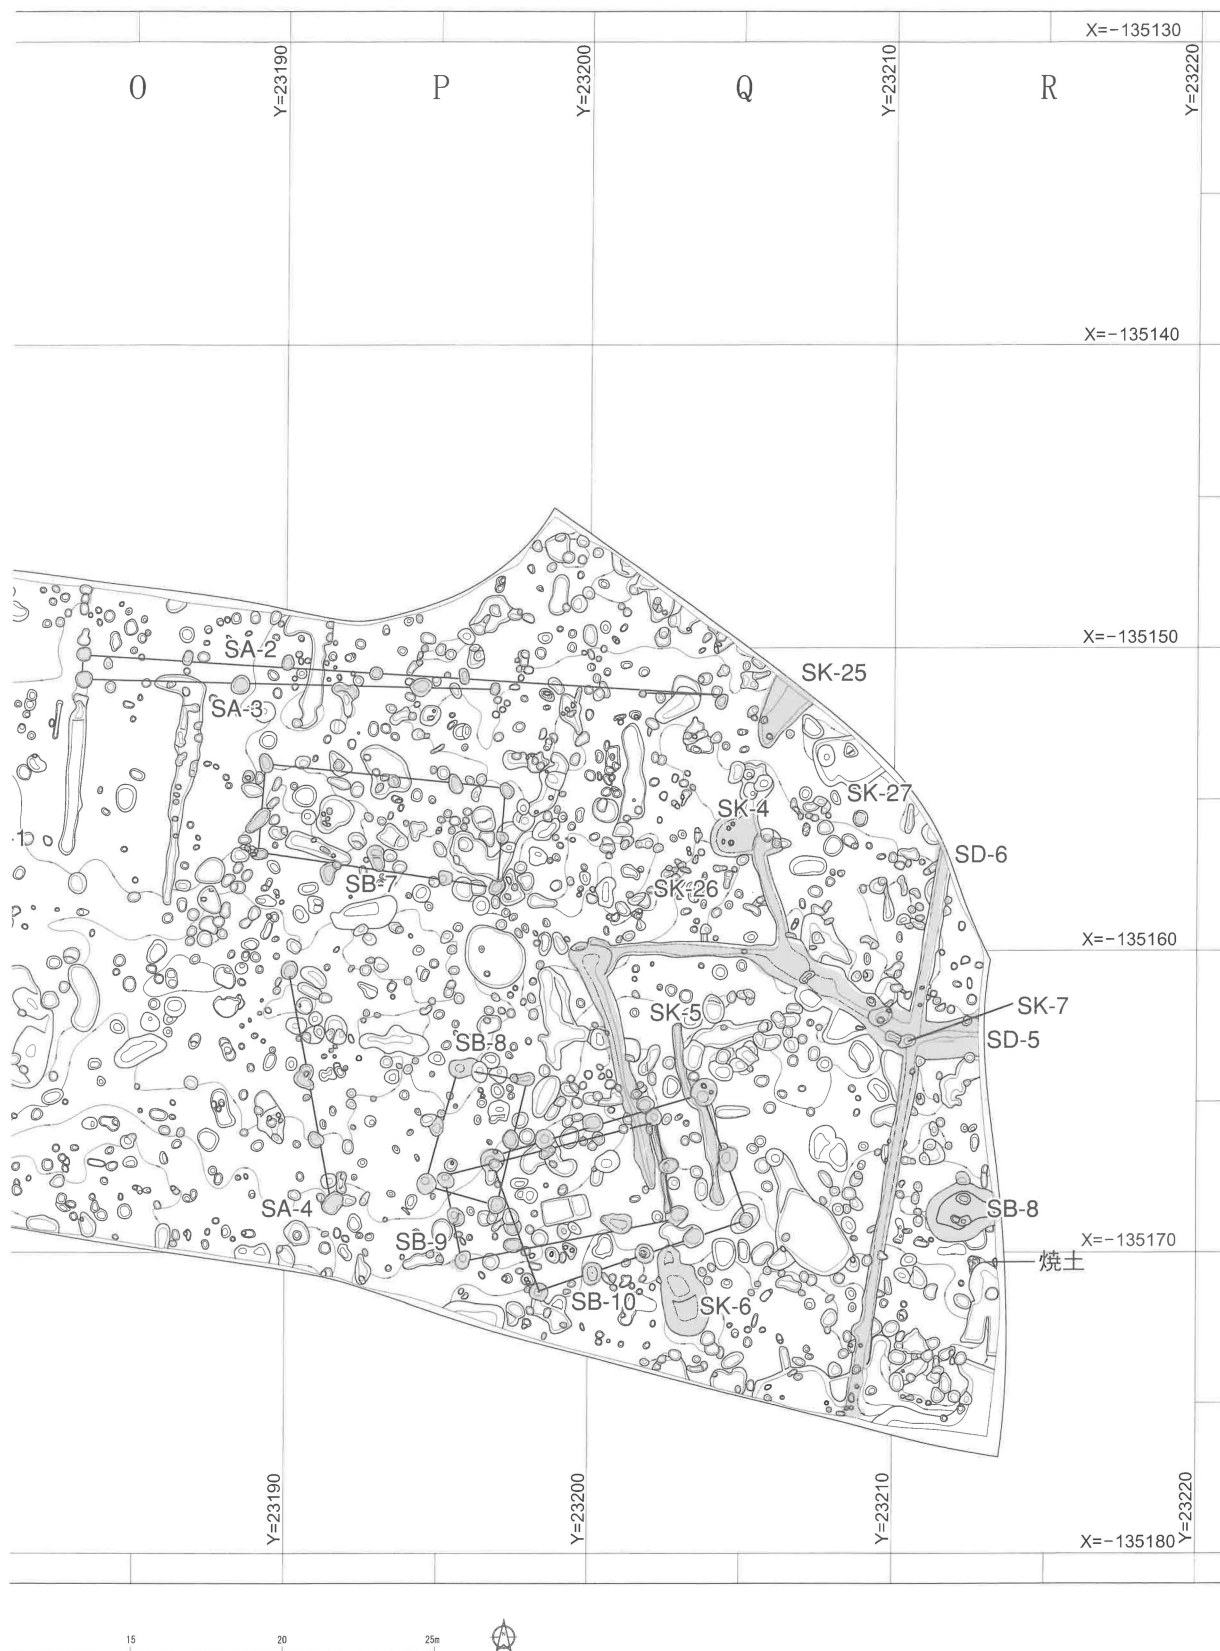 X=-135130
Y=23190
Y=23200
Y=23210
Y=23220
O
P
Q
R
X=-135140
X=-135150
SA-2
SK-25
SA-3
SK-27
SK-4
-1
SD-6
SB-7
SK-26
X=-135160
SK-7
SK-5
SD-5
SB-8
SA-4
SB-8
SB-9
X=-135170
焼土
SB-10
SK-6
Y=23190
Y=23200
Y=23210
Y=23220
X=-135180
15
20
25m